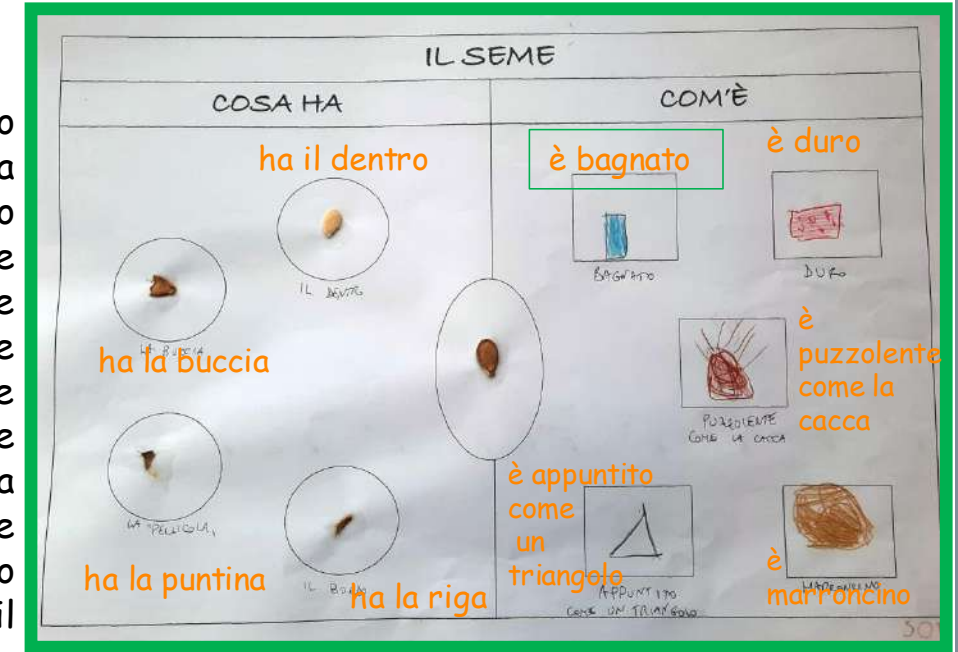 IL SEME
COSA HA
COM'È
ha il dentro
è bagnato
è duro
IL DENTRO
BAGNATO
DURO
LA BUCCIA
ha la buccia
è
puzzolente
come la
cacca
PUZZOLENTE
COME LA CACCA
LA "PELLICOLA"
ha la puntina
è appuntito
come
un
triangolo
ha la riga
APPUNTITO
COME UN TRIANGOLO
è
marroncino
MARRONCINO
o
a
o
e
e
e
e
e
a
e
o
il